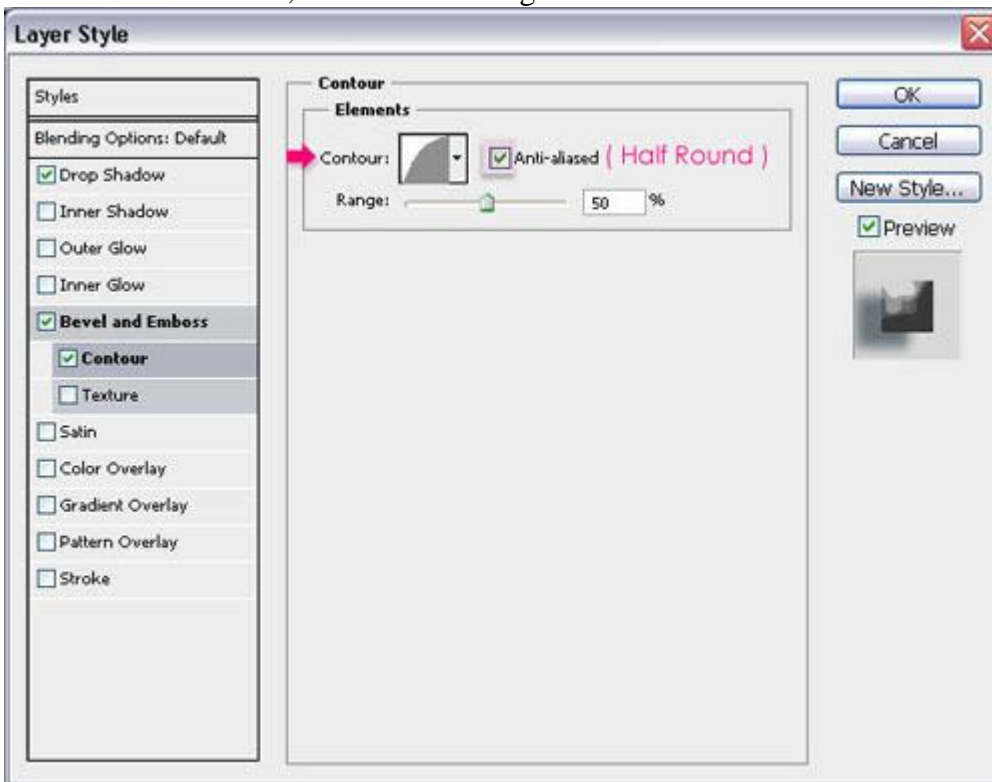 Layer Style
Styles
Blending Options: Default
Drop Shadow
Inner Shadow
Outer Glow
Inner Glow
Bevel and Emboss
Contour
Texture
Satin
Color Overlay
Gradient Overlay
Pattern Overlay
Stroke
Contour
Elements
Contour: Anti-aliased ( Half Round )
Range: 50 %
OK
Cancel
New Style...
Preview